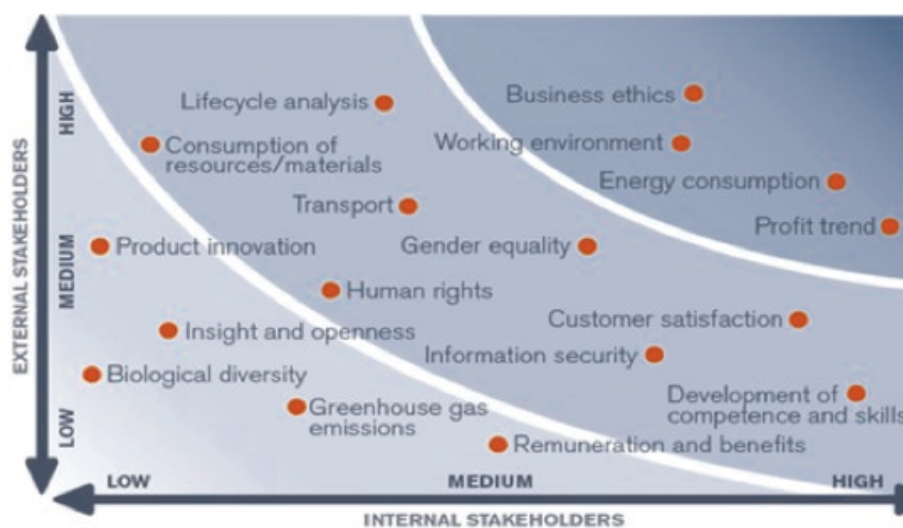 EXTERNAL STAKEHOLDERS
HIGH
MEDIUM
LOW
Lifecycle analysis
Business ethics
Consumption of
resources/materials
Working environment
Energy consumption
Transport
Profit trend
Product innovation
Gender equality
Human rights
Customer satisfaction
Insight and openness
Information security
Biological diversity
Development of
competence and skills
Greenhouse gas
emissions
Remuneration and benefits
LOW
MEDIUM
HIGH
INTERNAL STAKEHOLDERS